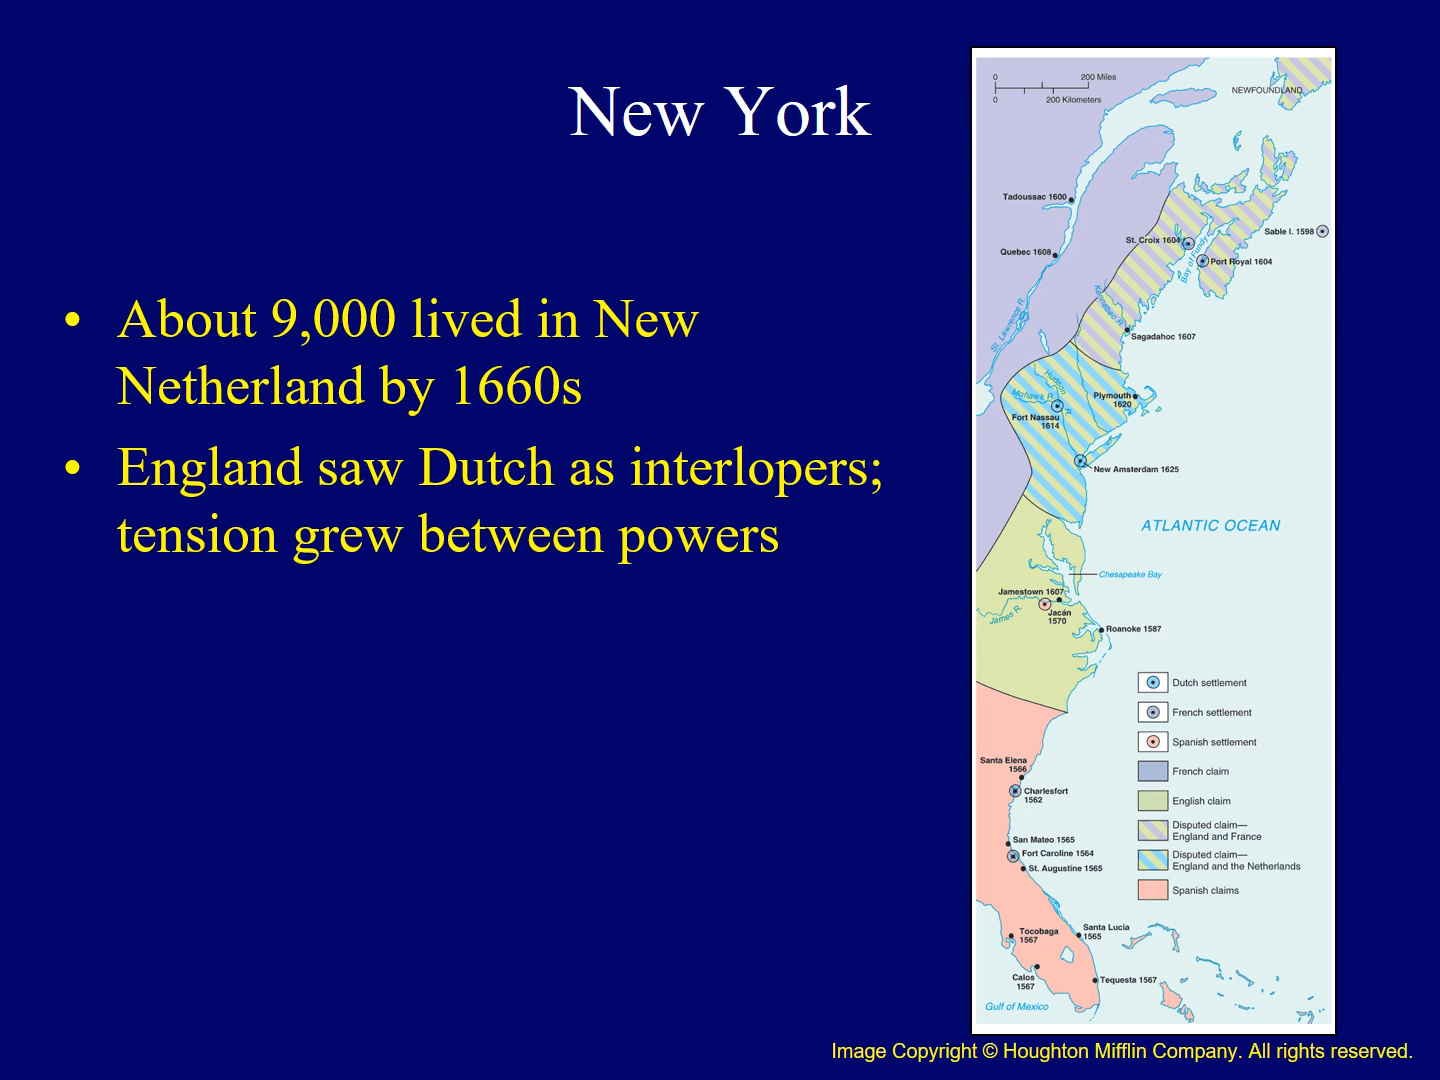 New York
• About 9,000 lived in New
Netherland by 1660s
• England saw Dutch as interlopers;
tension grew between powers
0 200 Miles
0 200 Kilometers
NEWFOUNDLAND
Tadoussac 1600
Sable I. 1598
St. Croix 1604
Quebec 1608
Bay of Fundy
Port Royal 1604
Kennebec R.
St. Lawrence R.
Sagadahoc 1607
Hudson R.
Mohawk R.
Plymouth
1620
Fort Nassau
1614
New Amsterdam 1625
ATLANTIC OCEAN
Chesapeake Bay
Jamestown 1607
James R.
Jacán
1570
Roanoke 1587
Dutch settlement
French settlement
Spanish settlement
French claim
English claim
Disputed claim—
England and France
Disputed claim—
England and the Netherlands
Spanish claims
Santa Elena
1566
Charlesfort
1562
San Mateo 1565
Fort Caroline 1564
St. Augustine 1565
Tocobaga
1567
Santa Lucia
1565
Calos
1567
Tequesta 1567
Gulf of Mexico
Image Copyright © Houghton Mifflin Company. All rights reserved.